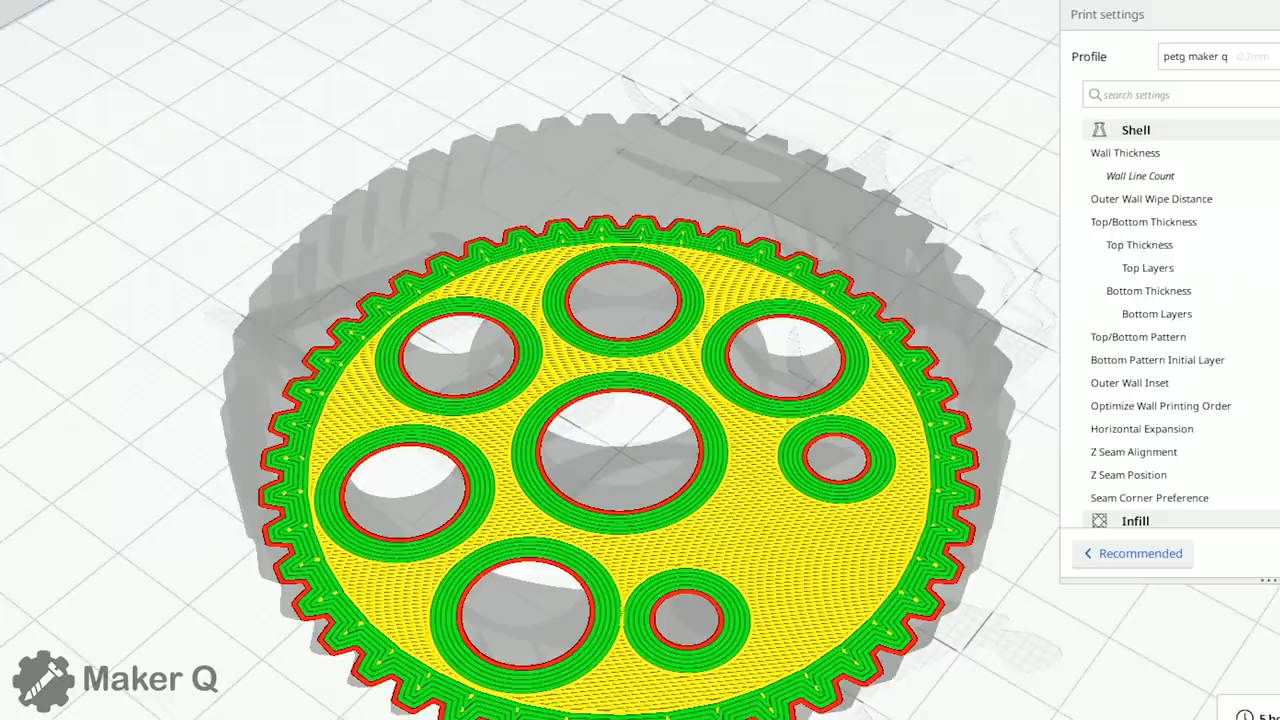 Print settings
Profile
petg maker q 0.2mm
search settings
Shell
Wall Thickness
Wall Line Count
Outer Wall Wipe Distance
Top/Bottom Thickness
Top Thickness
Top Layers
Bottom Thickness
Bottom Layers
Top/Bottom Pattern
Bottom Pattern Initial Layer
Outer Wall Inset
Optimize Wall Printing Order
Horizontal Expansion
Z Seam Alignment
Z Seam Position
Seam Corner Preference
Infill
Recommended
Maker Q